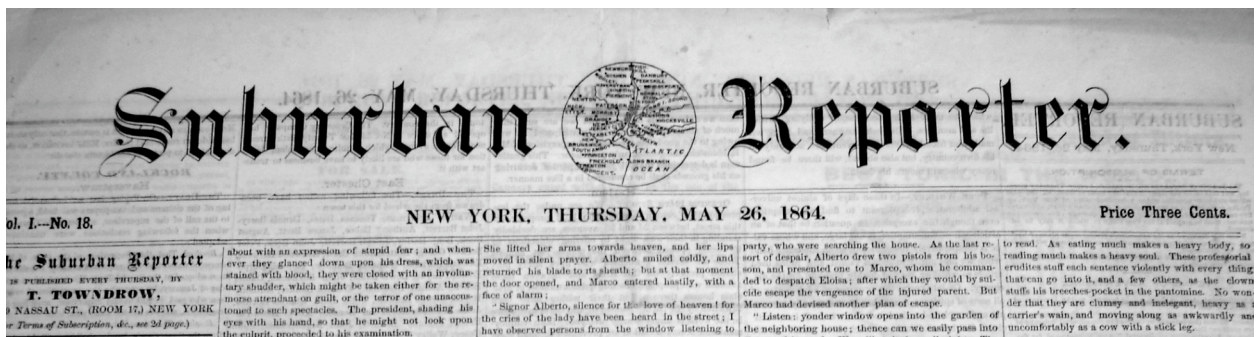 Suburban Reporter.
ATLANTIC
OCEAN
LONG BRANCH
ol. I.---No. 18.
NEW YORK, THURSDAY, MAY 26, 1864.
Price Three Cents.
he Suburban Reporter
IS PUBLISHED EVERY THURSDAY, BY
T. TOWNDROW,
NASSAU ST., (ROOM 17,) NEW YORK
or Terms of Subscription, &c., see 2d page.)
about with an expression of stupid fear; and when-
ever they glanced down upon his dress, which was
stained with blood, they were closed with an involun-
tary shudder, which might be taken either for the re-
morse attendant on guilt, or the terror of one unaccus-
tomed to such spectacles. The president, shading his
eyes with his hand, so that he might not look upon
the culprit, proceeded to his examination.
She lifted her arms towards heaven, and her lips
moved in silent prayer. Alberto smiled coldly, and
returned his blade to its sheath; but at that moment
the door opened, and Marco entered hastily, with a
face of alarm;
"Signor Alberto, silence for the love of heaven! for
the cries of the lady have been heard in the street; I
have observed persons from the window listening to
party, who were searching the house. As the last re-
sort of despair, Alberto drew two pistols from his bo-
som, and presented one to Marco, whom he comman-
ded to despatch Eloisa; after which they would by sui-
cide escape the vengeance of the injured parent. But
Marco had devised another plan of escape.
"Listen: yonder window opens into the garden of
the neighboring house; thence can we easily pass into
to read. As eating much makes a heavy body, so
reading much makes a heavy soul. These professorial
erudites stuff each sentence violently with every thing
that can go into it, and a few others, as the clown
stuffs his breeches-pocket in the pantomine. No won-
der that they are clumsy and inelegant, heavy as a
carrier's wain, and moving along as awkwardly and
uncomfortably as a cow with a stick leg.